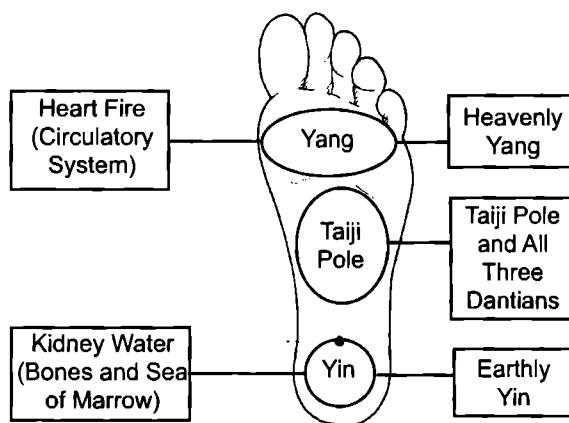 Heart Fire
(Circulatory
System)
Yang
Heavenly
Yang
Taiji
Pole
Taiji Pole
and All
Three
Dantians
Kidney Water
(Bones and Sea
of Marrow)
Yin
Earthly
Yin